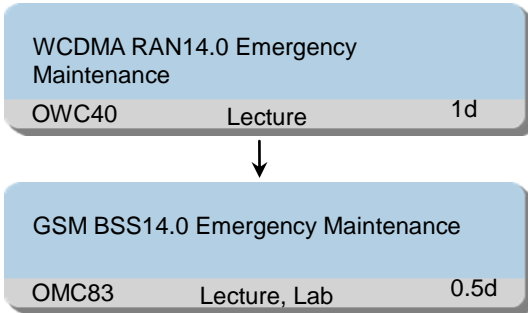 WCDMA RAN14.0 Emergency
Maintenance
OWC40 Lecture 1d
GSM BSS14.0 Emergency Maintenance
OMC83 Lecture, Lab 0.5d